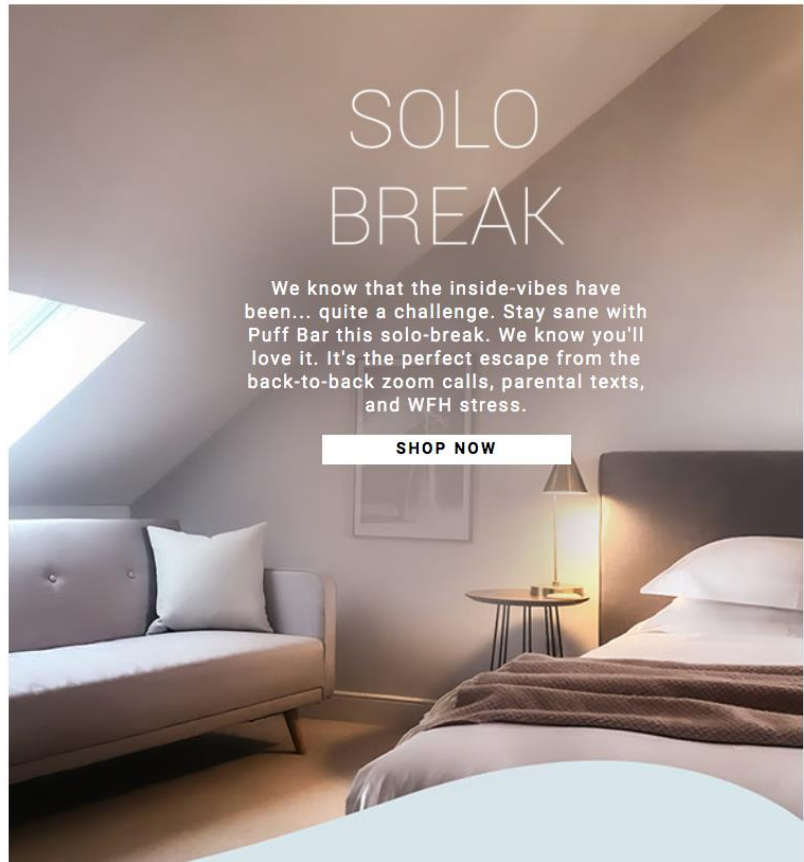 SOLO
BREAK
We know that the inside-vibes have
been... quite a challenge. Stay sane with
Puff Bar this solo-break. We know you'll
love it. It's the perfect escape from the
back-to-back zoom calls, parental texts,
and WFH stress.
SHOP NOW